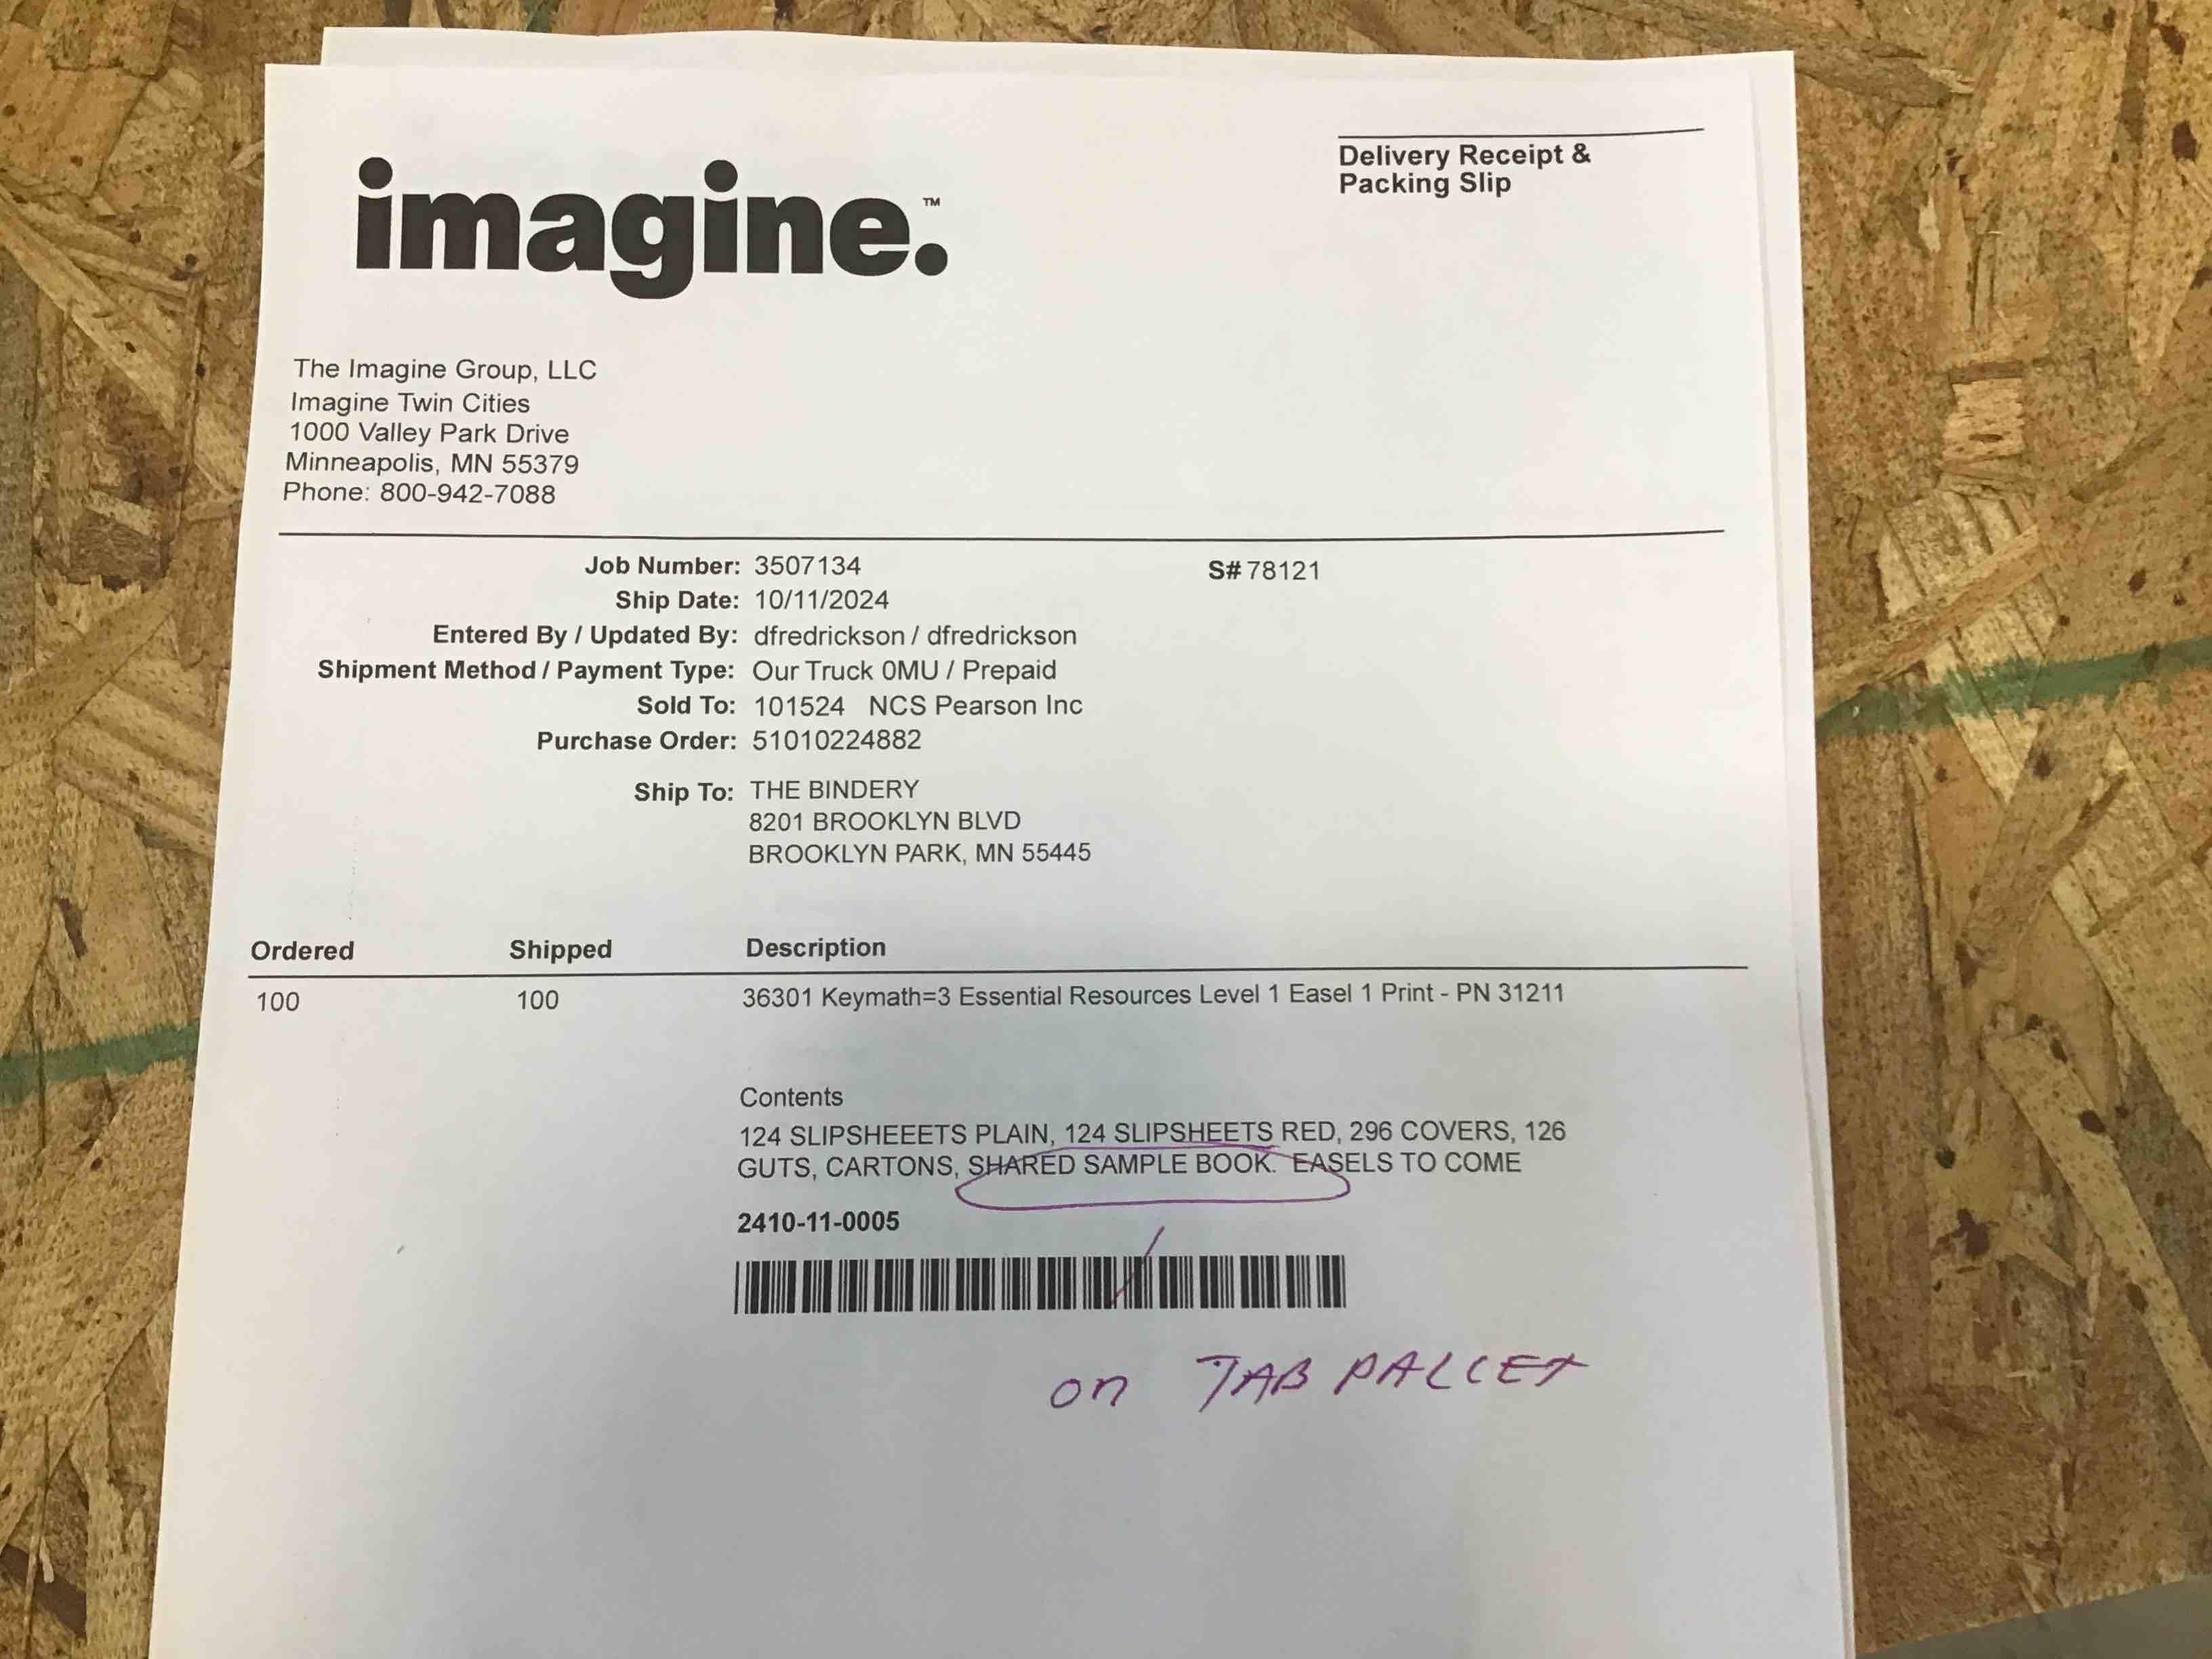 Delivery Receipt &
Packing Slip
imagine.™
The Imagine Group, LLC
Imagine Twin Cities
1000 Valley Park Drive
Minneapolis, MN 55379
Phone: 800-942-7088
Job Number: 3507134 S# 78121
Ship Date: 10/11/2024
Entered By / Updated By: dfredrickson / dfredrickson
Shipment Method / Payment Type: Our Truck 0MU / Prepaid
Sold To: 101524 NCS Pearson Inc
Purchase Order: 51010224882
Ship To: THE BINDERY
8201 BROOKLYN BLVD
BROOKLYN PARK, MN 55445
Ordered Shipped Description
100 100 36301 Keymath=3 Essential Resources Level 1 Easel 1 Print - PN 31211
Contents
124 SLIPSHEEETS PLAIN, 124 SLIPSHEETS RED, 296 COVERS, 126
GUTS, CARTONS, SHARED SAMPLE BOOK. EASELS TO COME
2410-11-0005
on TAB PALLET